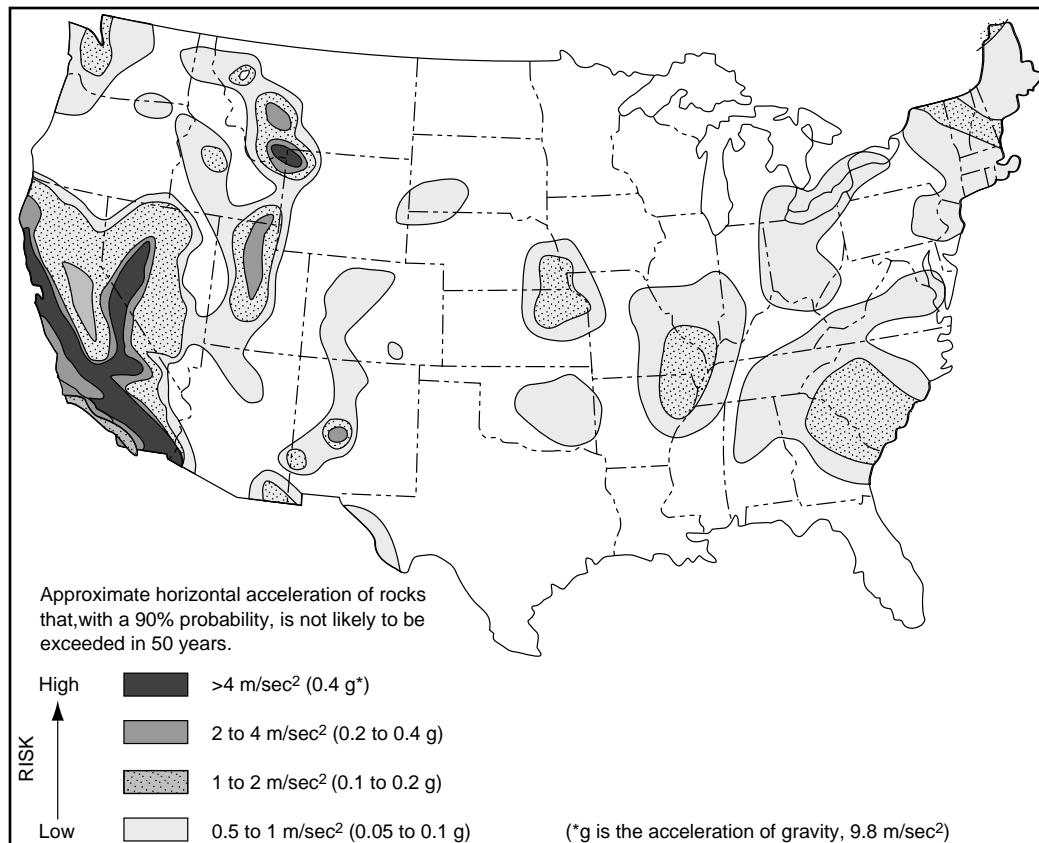 Approximate horizontal acceleration of rocks
that,with a 90% probability, is not likely to be
exceeded in 50 years.
High
>4 m/sec² (0.4 g*)
2 to 4 m/sec² (0.2 to 0.4 g)
RISK
1 to 2 m/sec² (0.1 to 0.2 g)
Low
0.5 to 1 m/sec² (0.05 to 0.1 g)
(*g is the acceleration of gravity, 9.8 m/sec²)